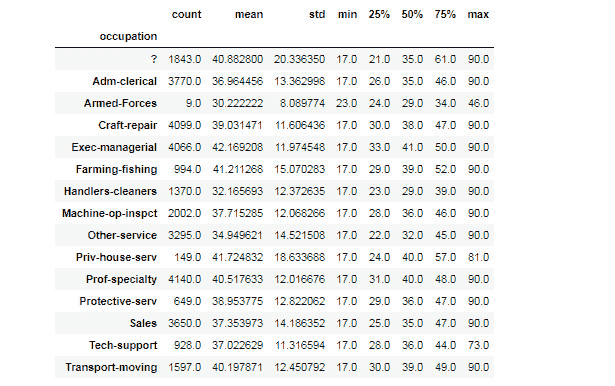 count mean std min 25% 50% 75% max
occupation
? 1843.0 40.882800 20.336350 17.0 21.0 35.0 61.0 90.0
Adm-clerical 3770.0 36.964456 13.362998 17.0 26.0 35.0 46.0 90.0
Armed-Forces 9.0 30.222222 8.089774 23.0 24.0 29.0 34.0 46.0
Craft-repair 4099.0 39.031471 11.606436 17.0 30.0 38.0 47.0 90.0
Exec-managerial 4066.0 42.169208 11.974548 17.0 33.0 41.0 50.0 90.0
Farming-fishing 994.0 41.211268 15.070283 17.0 29.0 39.0 52.0 90.0
Handlers-cleaners 1370.0 32.165693 12.372635 17.0 23.0 29.0 39.0 90.0
Machine-op-inspct 2002.0 37.715285 12.068266 17.0 28.0 36.0 46.0 90.0
Other-service 3295.0 34.949621 14.521508 17.0 22.0 32.0 45.0 90.0
Priv-house-serv 149.0 41.724832 18.633688 17.0 24.0 40.0 57.0 81.0
Prof-specialty 4140.0 40.517633 12.016676 17.0 31.0 40.0 48.0 90.0
Protective-serv 649.0 38.953775 12.822062 17.0 29.0 36.0 47.0 90.0
Sales 3650.0 37.353973 14.186352 17.0 25.0 35.0 47.0 90.0
Tech-support 928.0 37.022629 11.316594 17.0 28.0 36.0 44.0 73.0
Transport-moving 1597.0 40.197871 12.450792 17.0 30.0 39.0 49.0 90.0